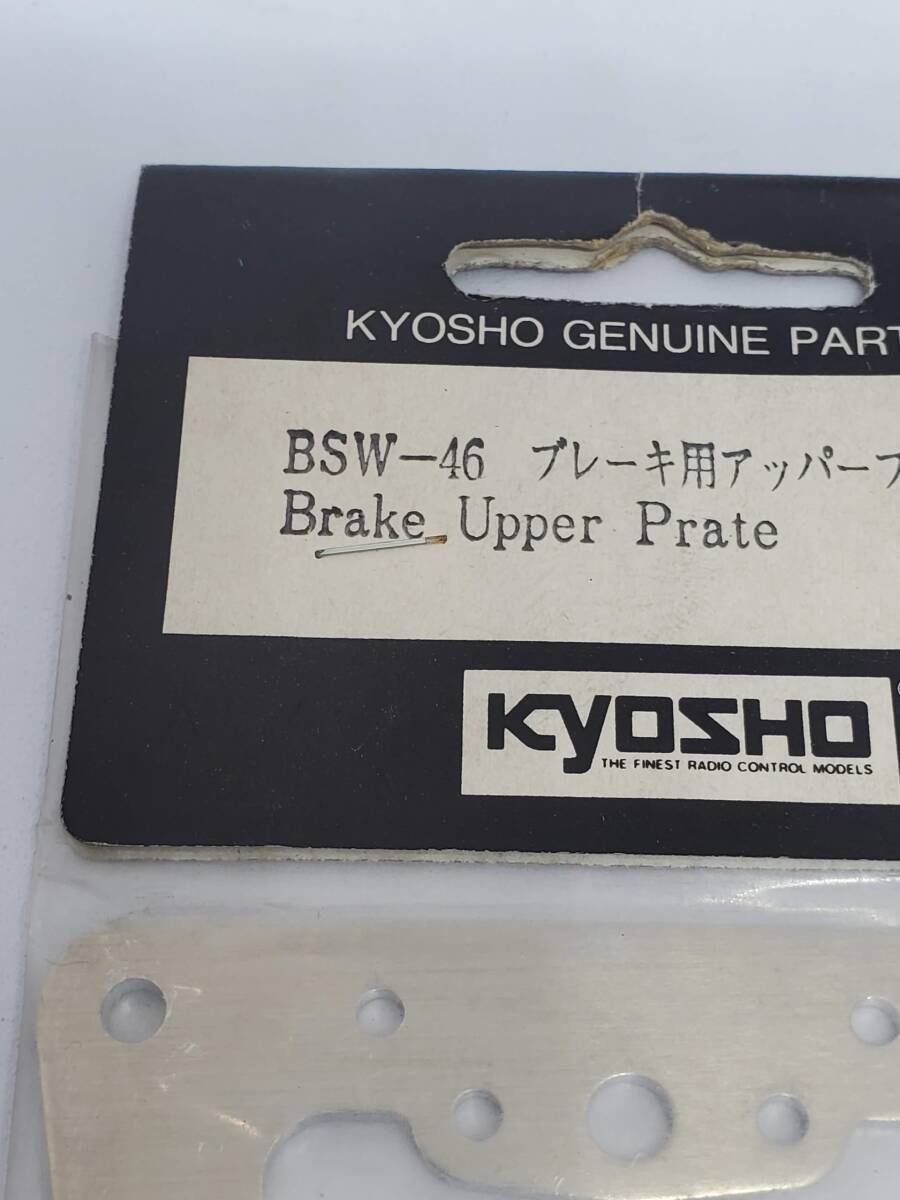 KYOSHO GENUINE PART
BSW-46 ブレーキ用アッパープ
Brake Upper Prate
KYOSHO
THE FINEST RADIO CONTROL MODELS